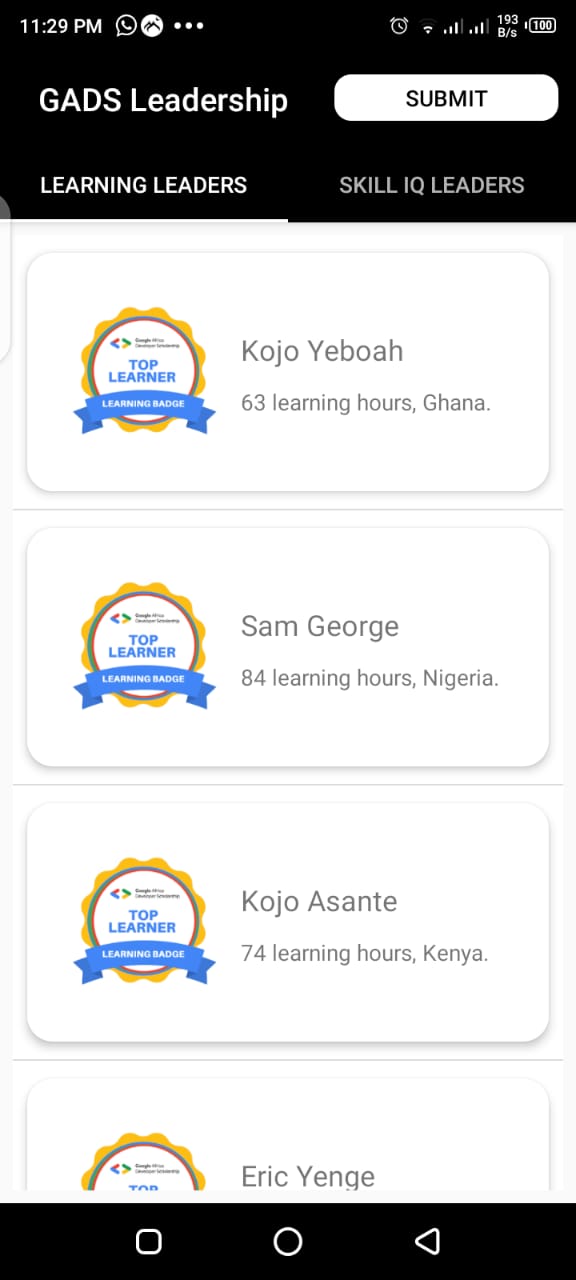 11:29 PM
193
B/s
100
GADS Leadership
SUBMIT
LEARNING LEADERS
SKILL IQ LEADERS
Google Africa
Developer Scholarship
TOP
LEARNER
LEARNING BADGE
Kojo Yeboah
63 learning hours, Ghana.
Google Africa
Developer Scholarship
TOP
LEARNER
LEARNING BADGE
Sam George
84 learning hours, Nigeria.
Google Africa
Developer Scholarship
TOP
LEARNER
LEARNING BADGE
Kojo Asante
74 learning hours, Kenya.
Google Africa
Developer Scholarship
TOP
Eric Yenge